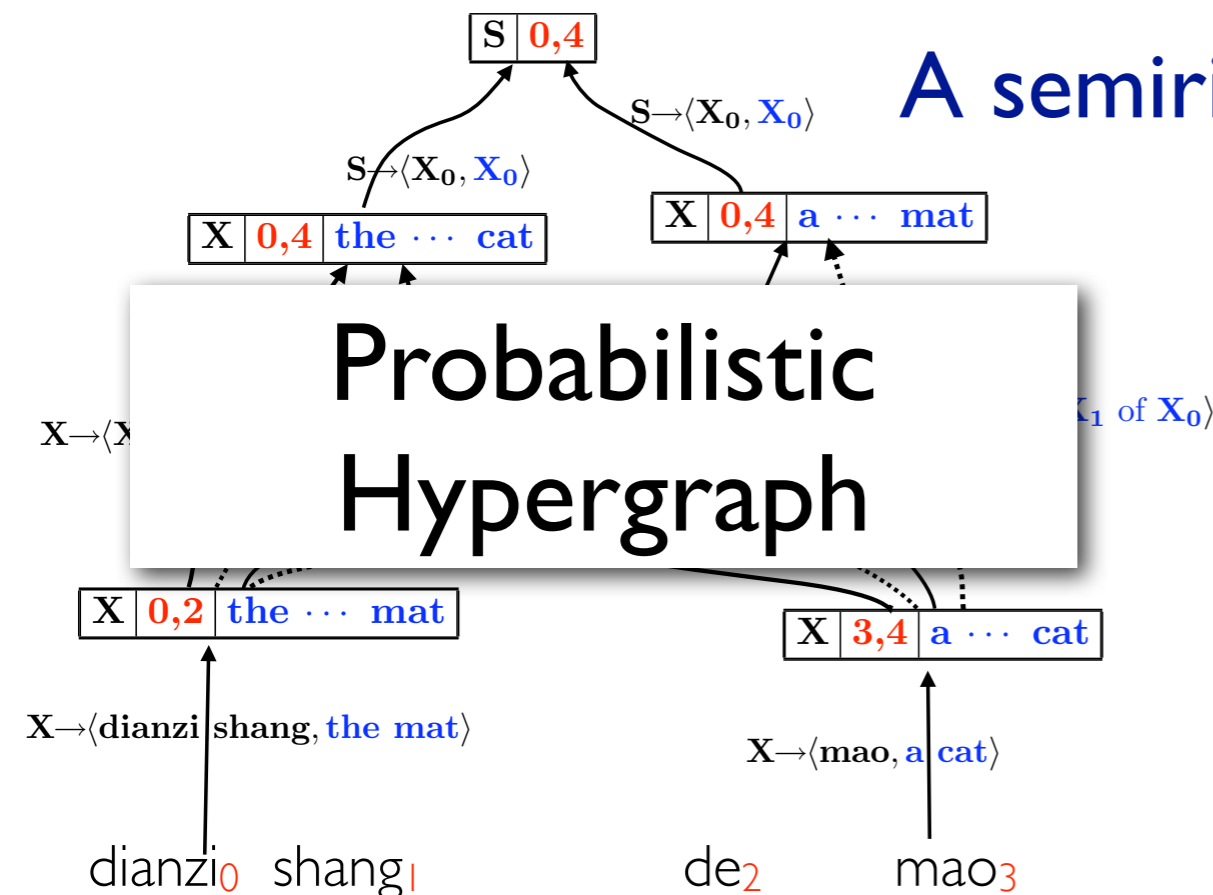 S 0,4
A semiri
S→⟨X₀, X₀⟩
S→⟨X₀, X₀⟩
X 0,4 the ··· cat
X 0,4 a ··· mat
Probabilistic
Hypergraph
X→⟨X
X₁ of X₀⟩
X 0,2 the ··· mat
X 3,4 a ··· cat
X→⟨dianzi shang, the mat⟩
X→⟨mao, a cat⟩
dianzi₀ shang₁ de₂ mao₃